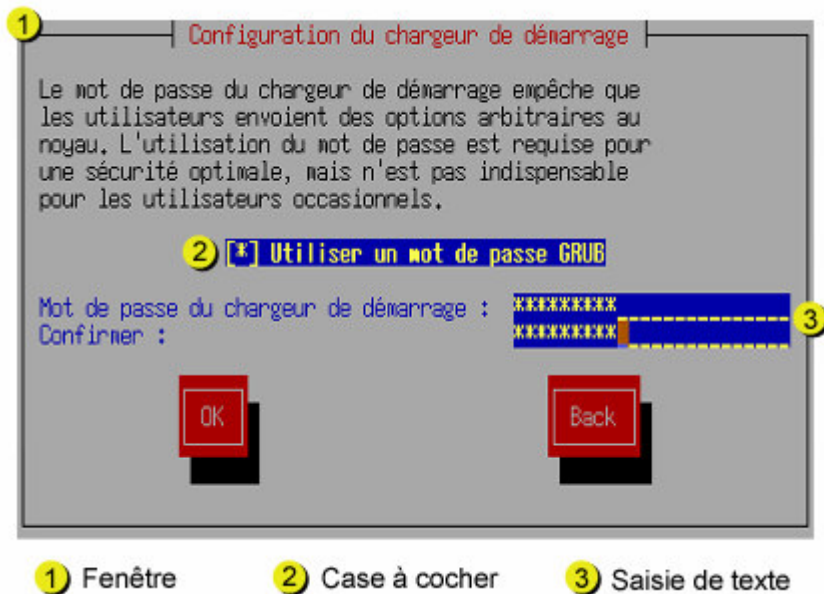 1
Configuration du chargeur de démarrage
Le mot de passe du chargeur de démarrage empêche que
les utilisateurs envoient des options arbitraires au
noyau. L'utilisation du mot de passe est requise pour
une sécurité optimale, mais n'est pas indispensable
pour les utilisateurs occasionnels.
2 [*] Utiliser un mot de passe GRUB
Mot de passe du chargeur de démarrage : *********
3
Confirmer : *********
OK Back
1 Fenêtre 2 Case à cocher 3 Saisie de texte